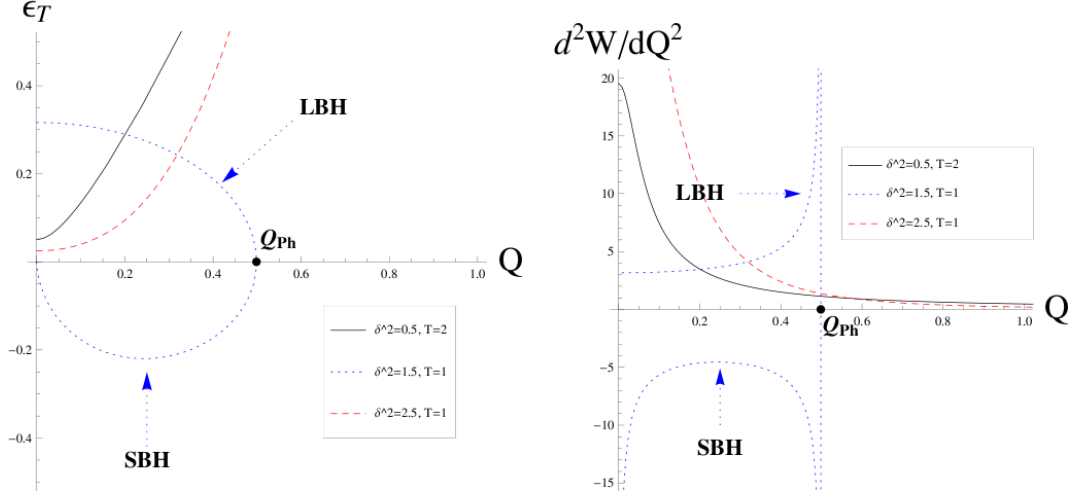 ϵ_T
0.4
0.2
−0.2
−0.4
0.2
0.4
0.6
0.8
1.0
Q
LBH
Q_Ph
SBH
δ^2=0.5, T=2
δ^2=1.5, T=1
δ^2=2.5, T=1
d²W/dQ²
20
15
10
5
−5
−10
−15
0.2
0.4
0.6
0.8
1.0
Q
LBH
Q_Ph
SBH
δ^2=0.5, T=2
δ^2=1.5, T=1
δ^2=2.5, T=1